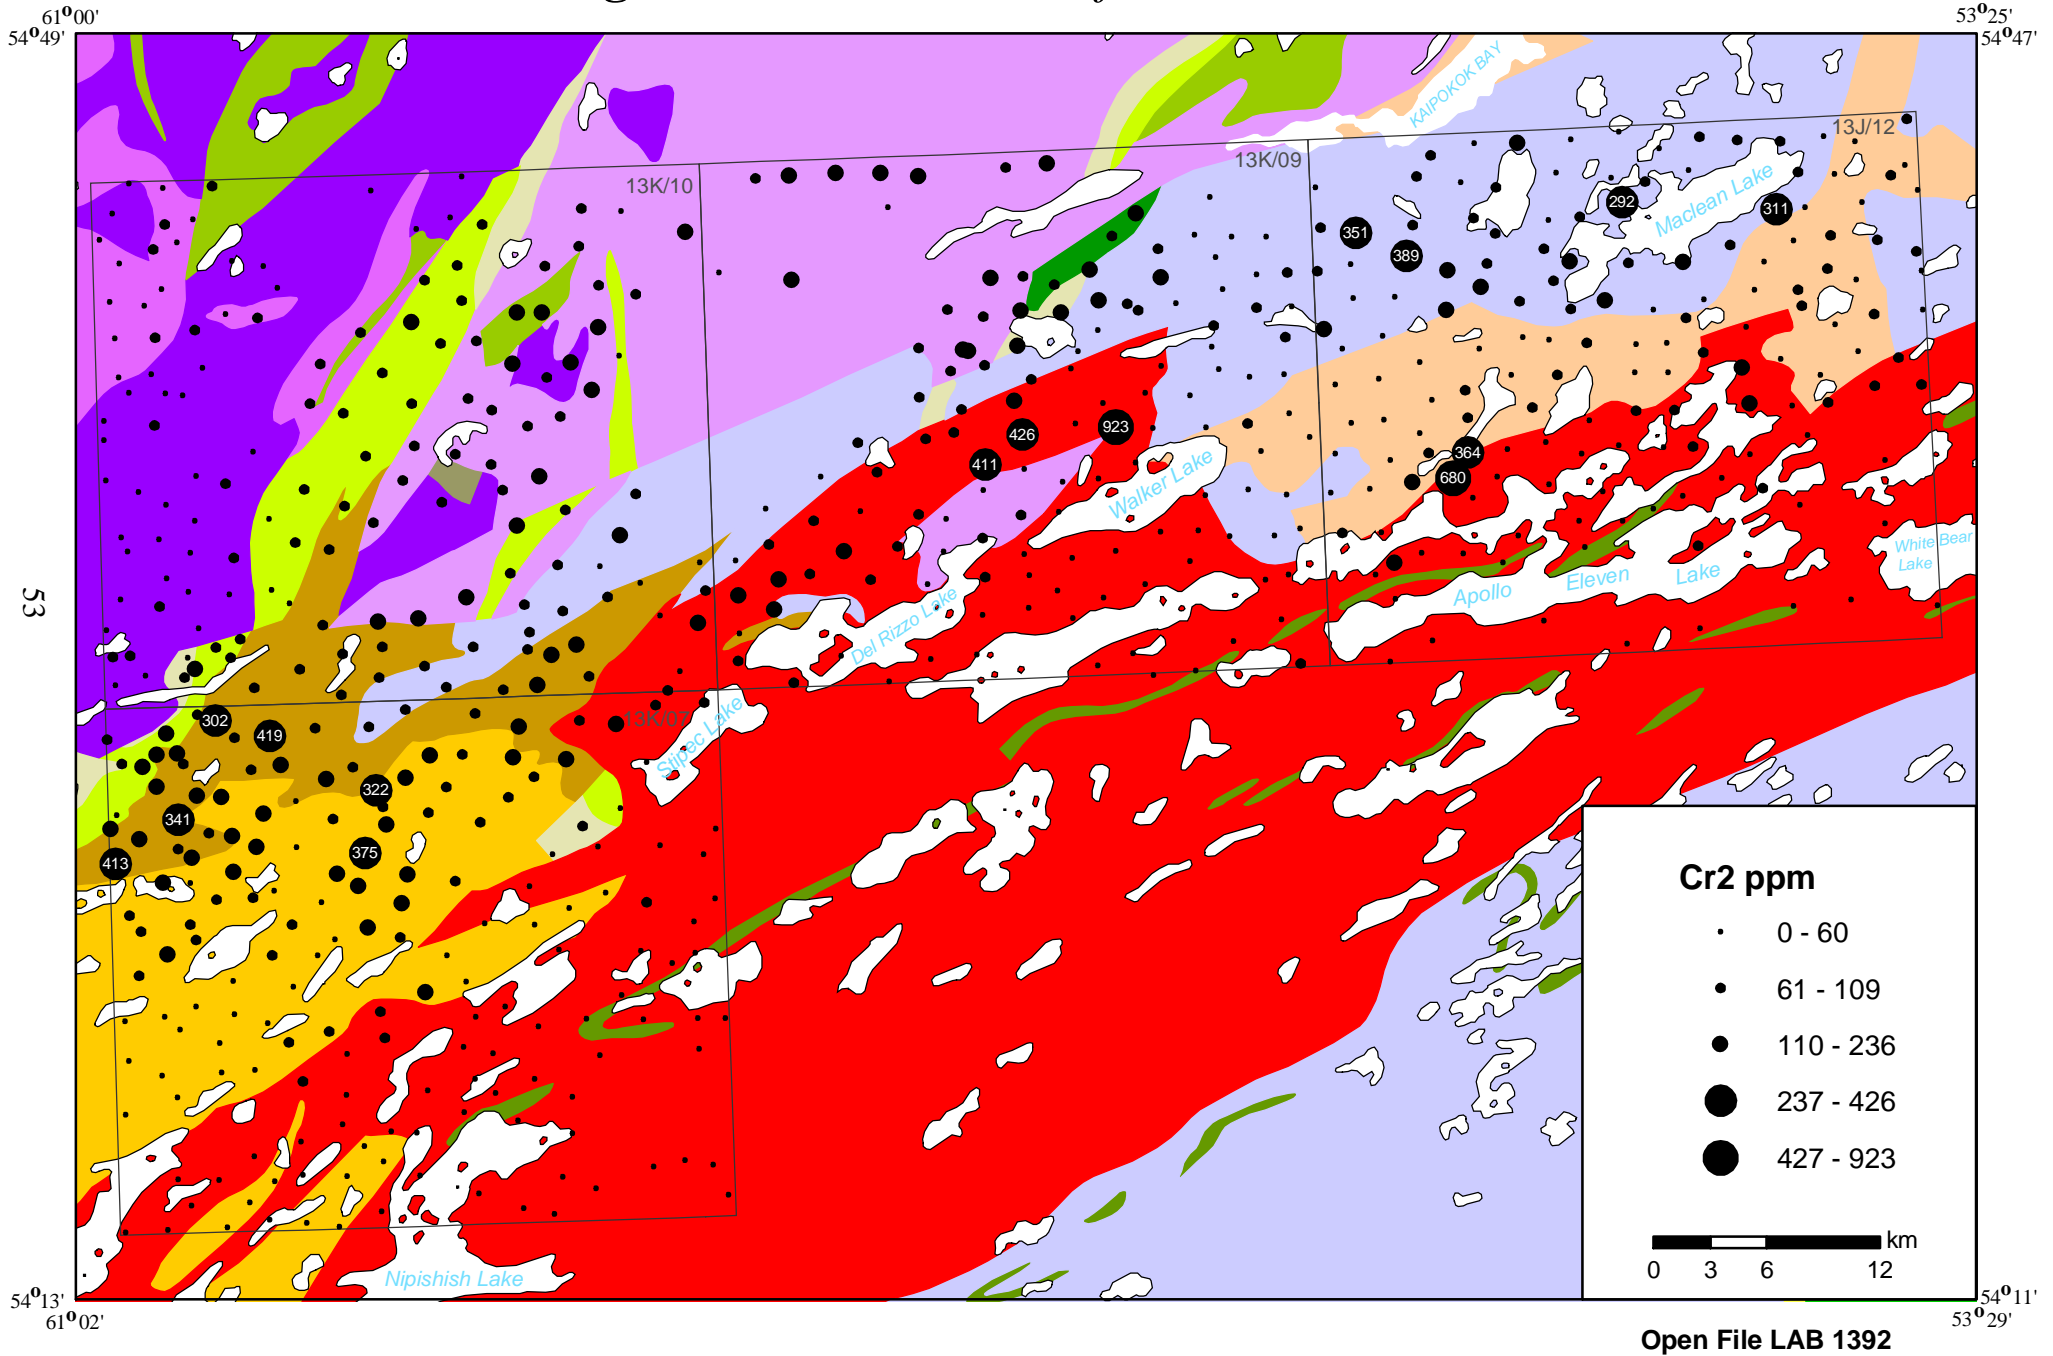 61°00'
53°25'
54°49'
54°47'
KAIPOKOK BAY
13J/12
13K/09
13K/10
Maclean Lake
292
311
351
389
923
426
411
364
680
Walker Lake
White Bear
Lake
Apollo
Eleven
Lake
53
Del Rizzo Lake
13K/07
Stipec Lake
302
419
322
341
375
413
Cr2 ppm
0 - 60
61 - 109
110 - 236
237 - 426
427 - 923
km
0 3 6 12
Nipishish Lake
54°13'
54°11'
61°02'
53°29'
Open File LAB 1392